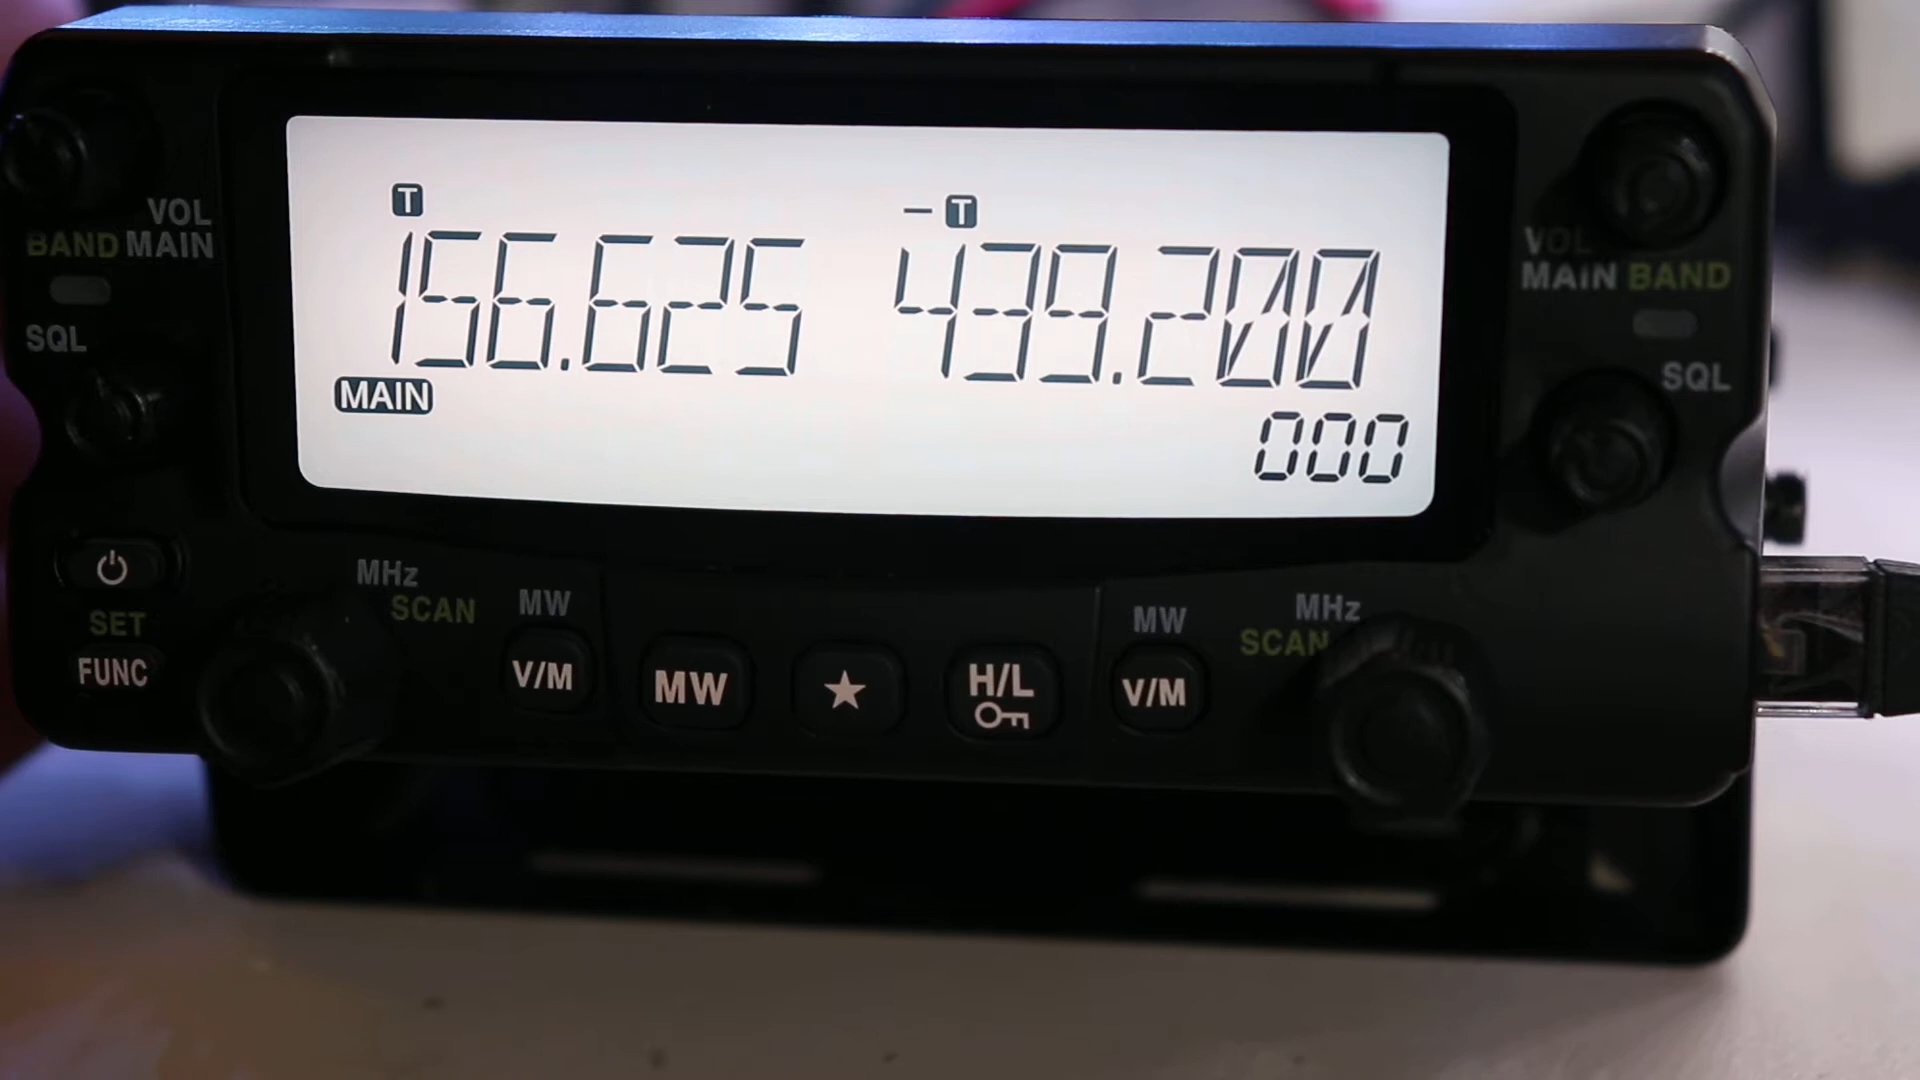 T
– T
156.625 439.200
MAIN
000
VOL
BAND MAIN
SQL
VOL
MAIN BAND
SQL
SET
FUNC
MHz
SCAN
MW
V/M
MW
★
H/L
MW
V/M
MHz
SCAN